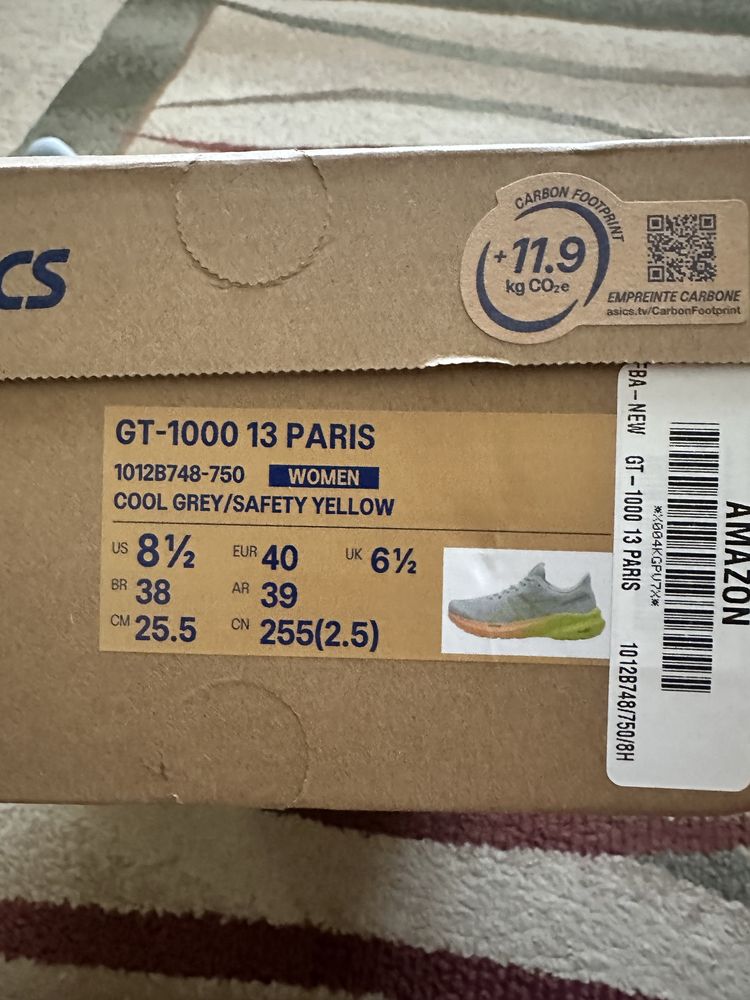 CS
CARBON FOOTPRINT
+11.9
kg CO₂e
EMPREINTE CARBONE
asics.tv/CarbonFootprint
GT-1000 13 PARIS
1012B748-750 WOMEN
COOL GREY/SAFETY YELLOW
US 8½ EUR 40 UK 6½
BR 38 AR 39
CM 25.5 CN 255(2.5)
AMAZON
*X004KGPU7X*
FBA-NEW GT-1000 13 PARIS 1012B748/750/8H